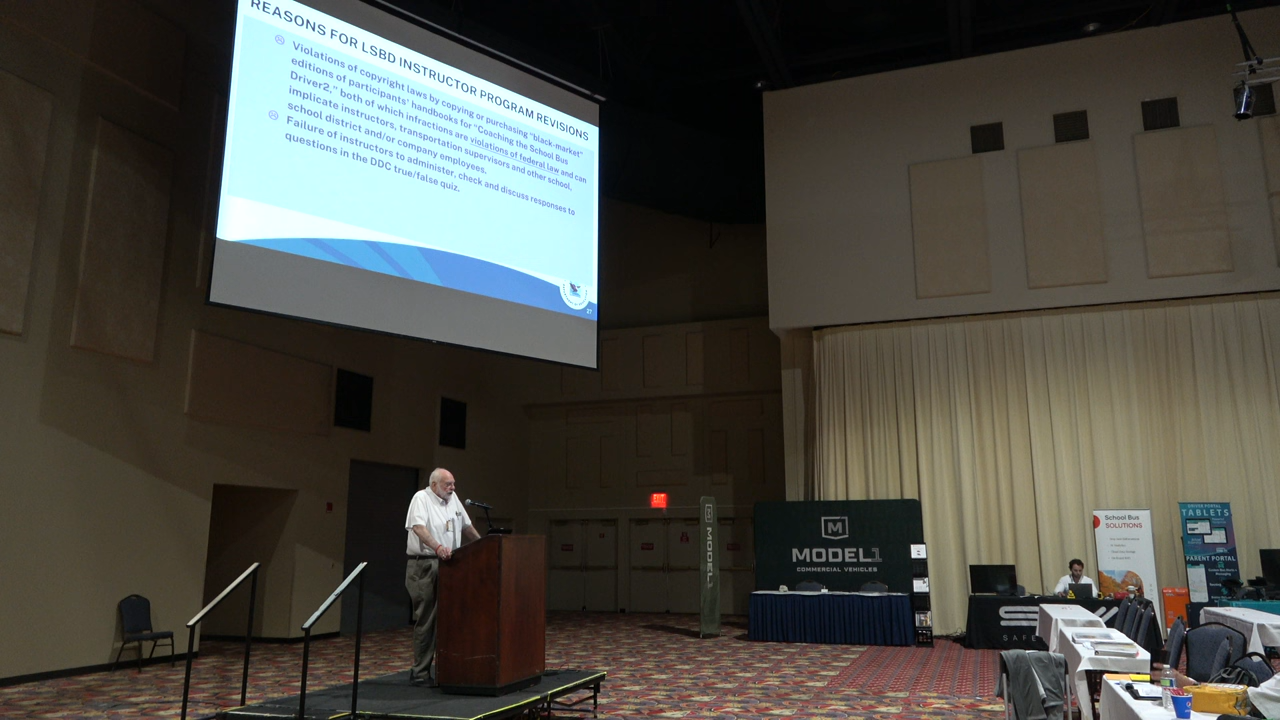 REASONS FOR LSBD INSTRUCTOR PROGRAM REVISIONS
Violations of copyright laws by copying or purchasing "black-market"
editions of participants' handbooks for "Coaching the School Bus
Driver2," both of which infractions are violations of federal law and can
implicate instructors, transportation supervisors and other school,
school district and/or company employees.
Failure of instructors to administer, check and discuss responses to
questions in the DDC true/false quiz.
37
EXIT
M MODEL1
M
MODEL1
COMMERCIAL VEHICLES
School Bus
SOLUTIONS
TABLETS
PARENT PORTAL
SAFE